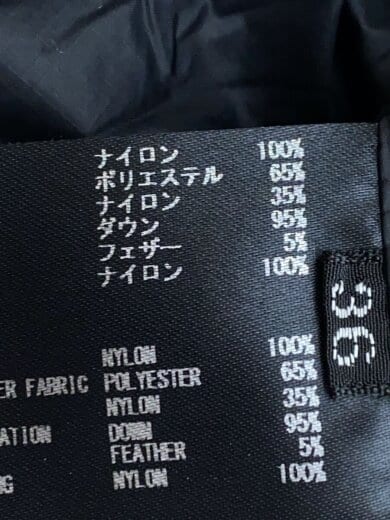 ナイロン 100%
ポリエステル 65%
ナイロン 35%
ダウン 95%
フェザー 5%
ナイロン 100%
36
NYLON 100%
ER FABRIC POLYESTER 65%
NYLON 35%
ATION DOWN 95%
FEATHER 5%
NG NYLON 100%